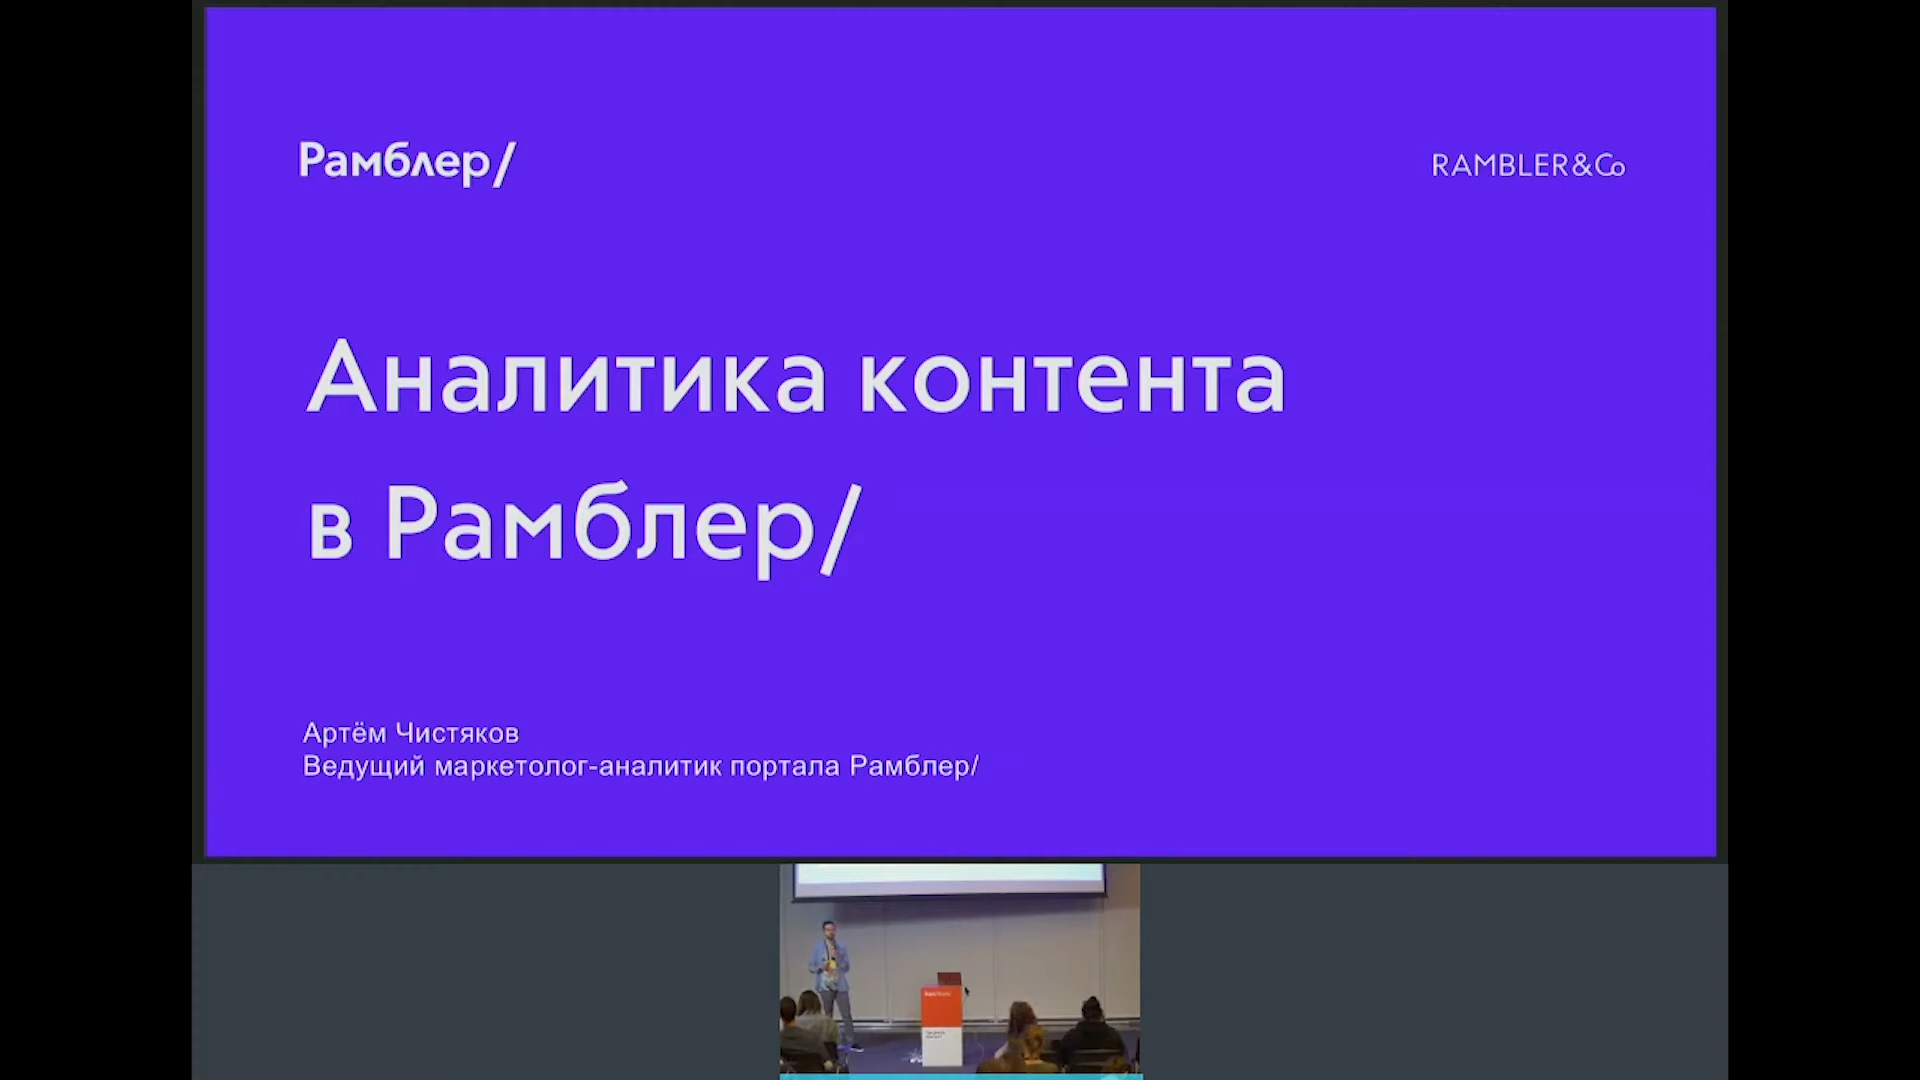 Рамблер/
RAMBLER&Co
Аналитика контента
в Рамблер/
Артём Чистяков
Ведущий маркетолог-аналитик портала Рамблер/